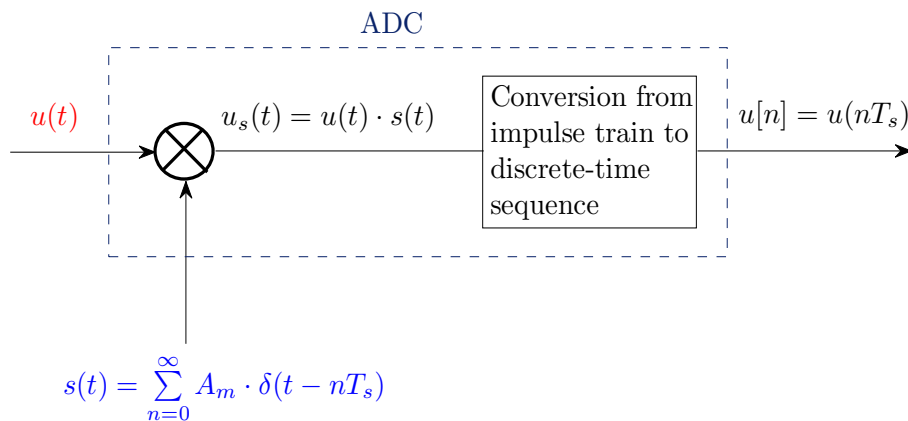 ADC
u(t)
u_s(t) = u(t) · s(t)
Conversion from
impulse train to
discrete-time
sequence
u[n] = u(nT_s)
s(t) = ∑_{n=0}^{∞} A_m · δ(t − nT_s)